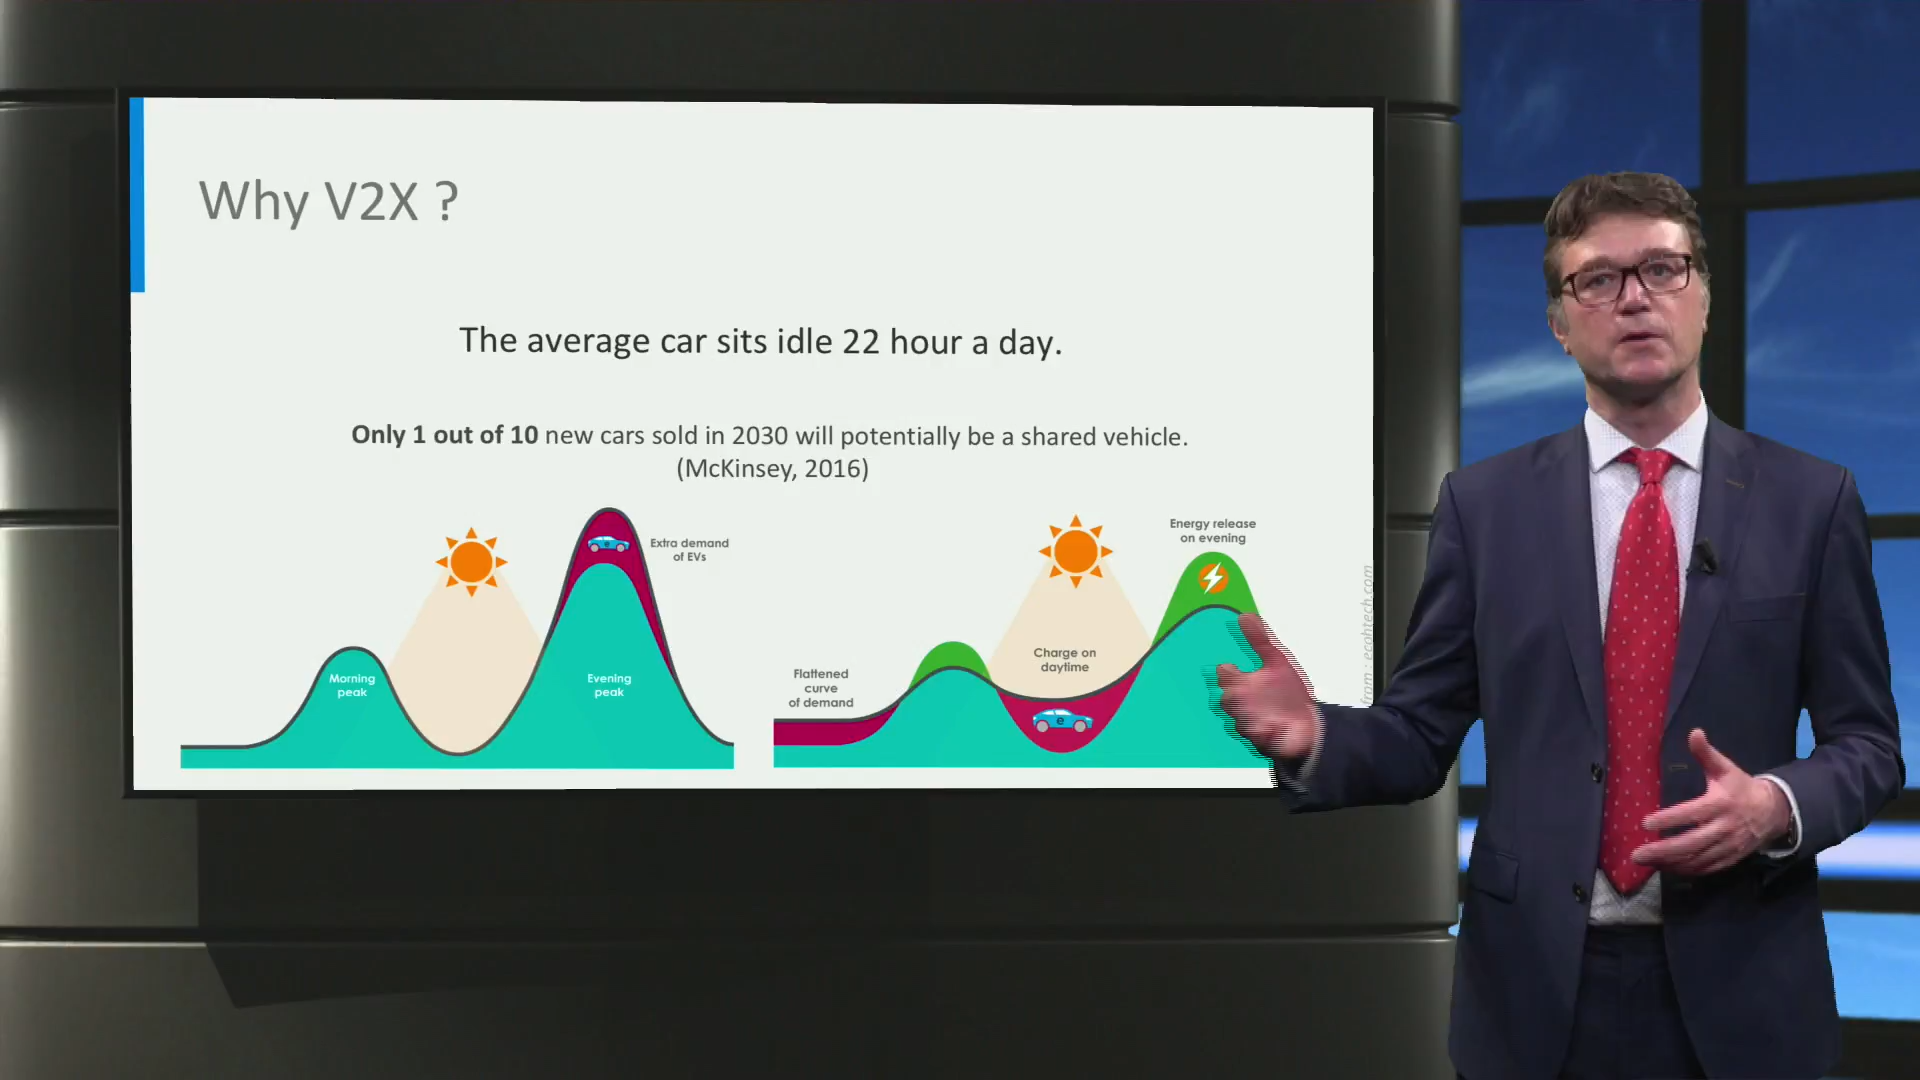 Why V2X ?
The average car sits idle 22 hour a day.
Only 1 out of 10 new cars sold in 2030 will potentially be a shared vehicle.
(McKinsey, 2016)
Extra demand
of EVs
Morning
peak
Evening
peak
Energy release
on evening
Charge on
daytime
Flattened
curve
of demand
e
e
from : ecohtech.com